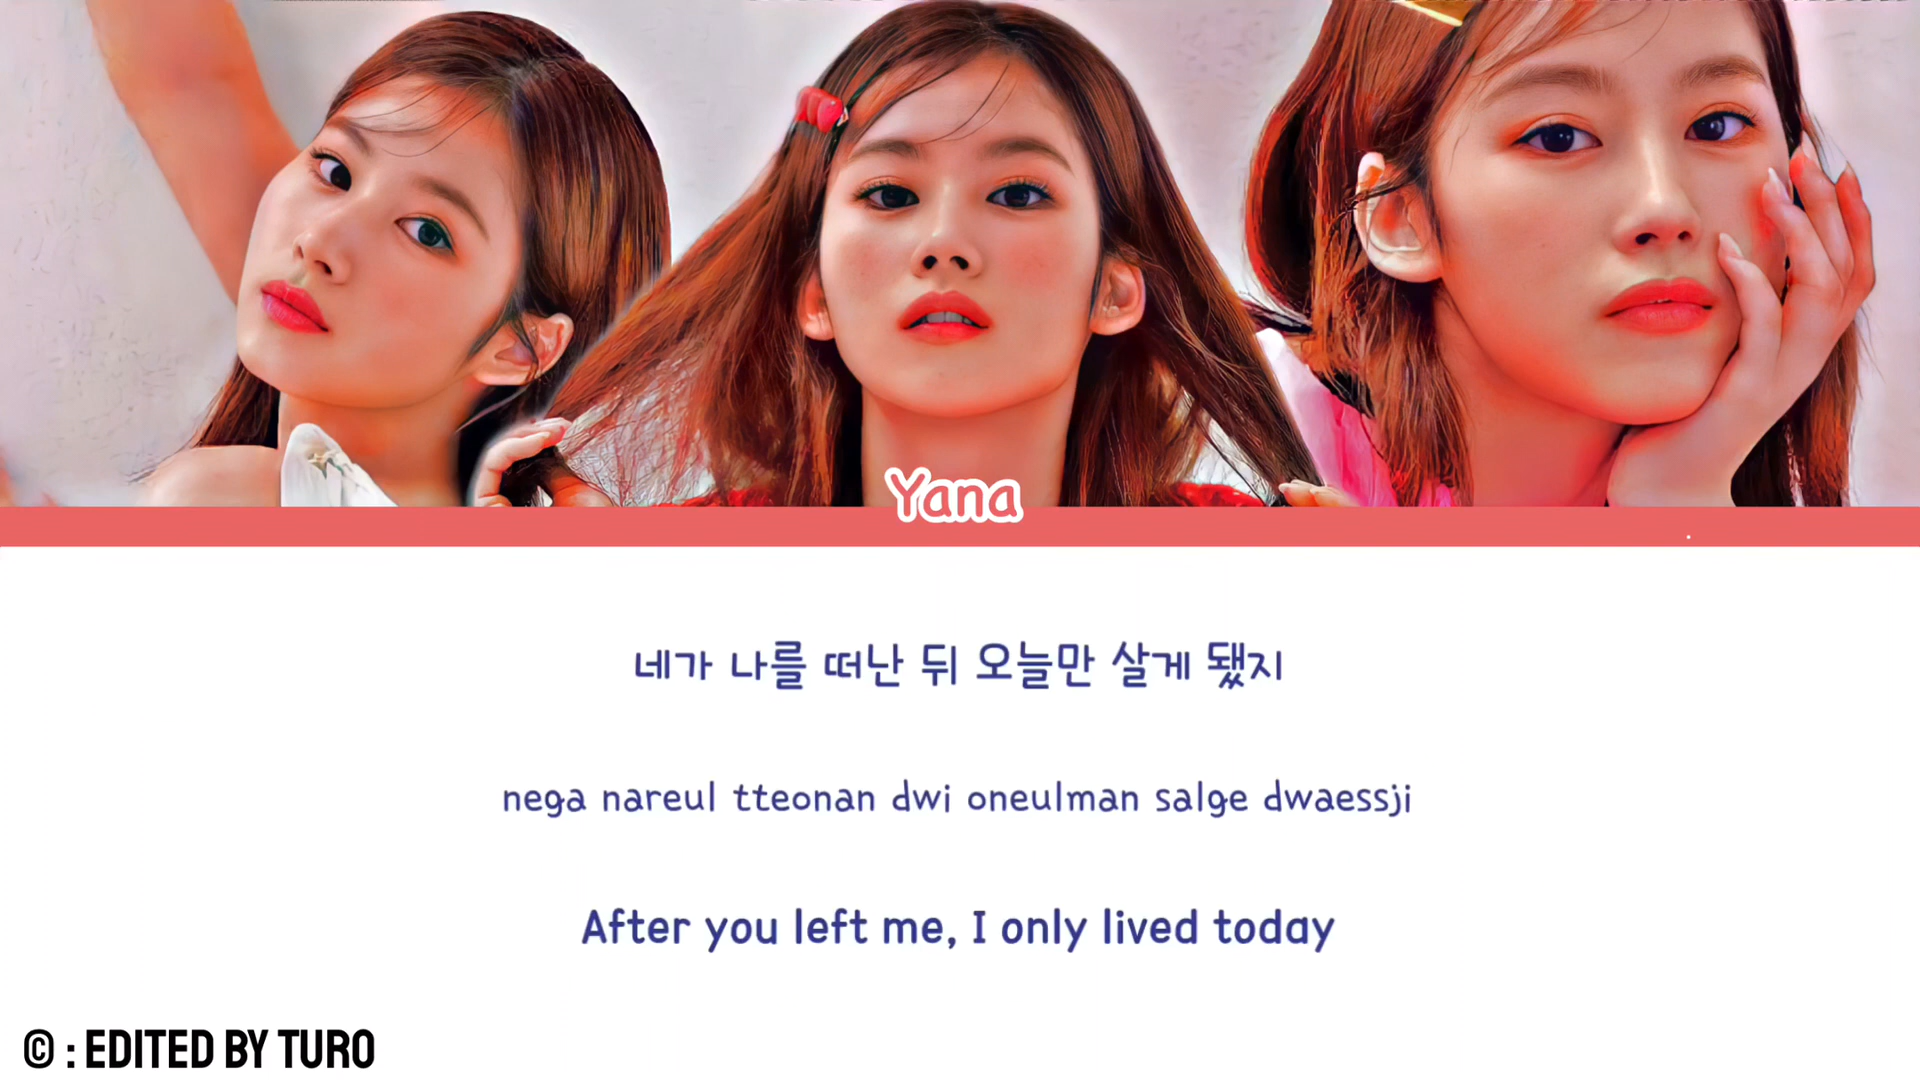 Yana
네가 나를 떠난 뒤 오늘만 살게 됐지
nega nareul tteonan dwi oneulman salge dwaessji
After you left me, I only lived today
© : EDITED BY TURO